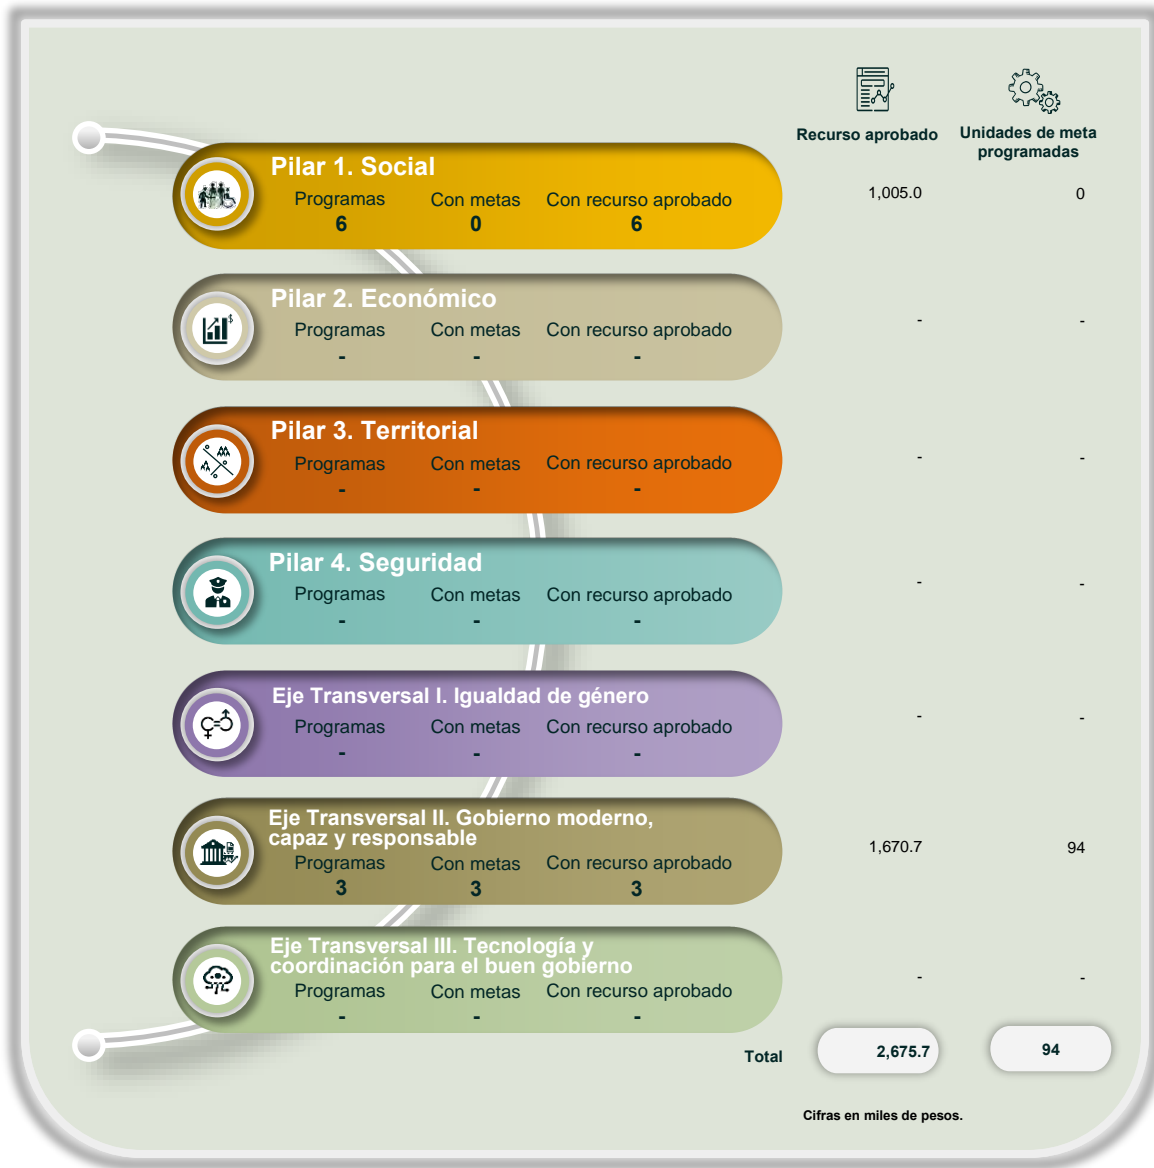 Recurso aprobado
Unidades de meta
programadas
Pilar 1. Social
Programas Con metas Con recurso aprobado
6 0 6
1,005.0 0
Pilar 2. Económico
Programas Con metas Con recurso aprobado
- - -
- -
Pilar 3. Territorial
Programas Con metas Con recurso aprobado
- - -
- -
Pilar 4. Seguridad
Programas Con metas Con recurso aprobado
- - -
- -
Eje Transversal I. Igualdad de género
Programas Con metas Con recurso aprobado
- - -
- -
Eje Transversal II. Gobierno moderno,
capaz y responsable
Programas Con metas Con recurso aprobado
3 3 3
1,670.7 94
Eje Transversal III. Tecnología y
coordinación para el buen gobierno
Programas Con metas Con recurso aprobado
- - -
- -
Total 2,675.7 94
Cifras en miles de pesos.